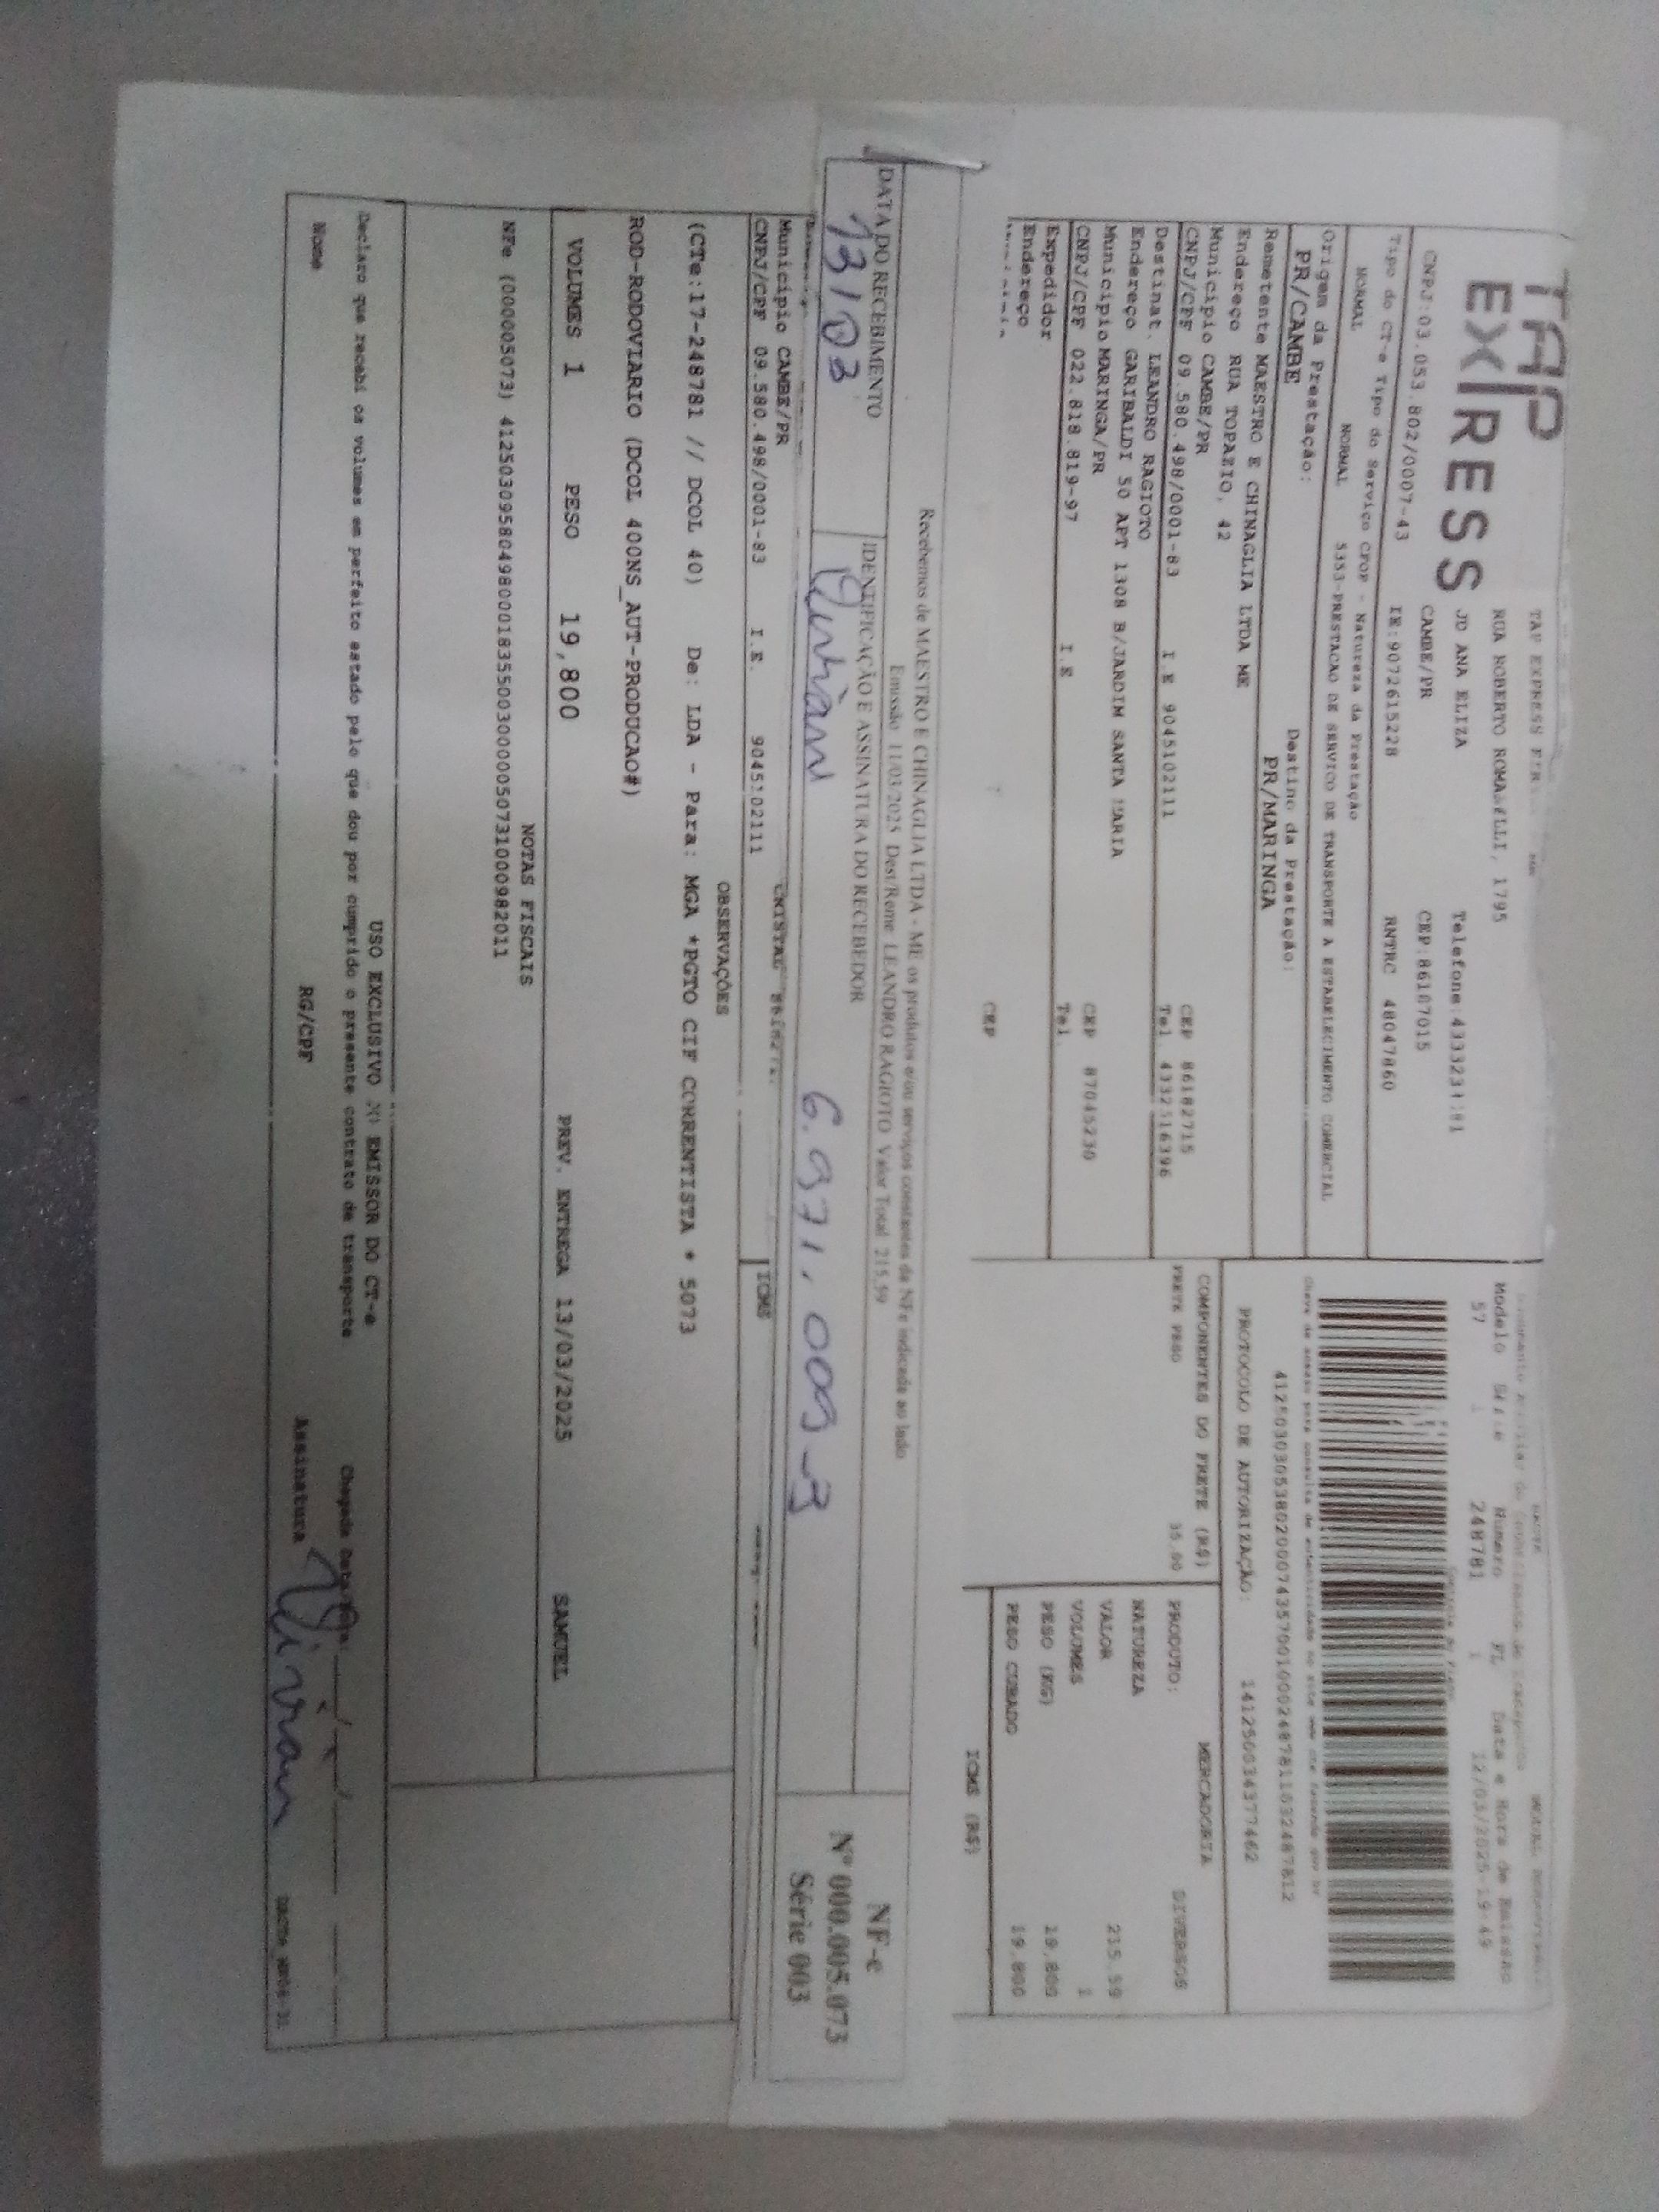 TAP
EXPRESS
TAP EXPRESS
RUA ROBERTO ROMANELLI, 1795
JD ANA ELIZA
CAMBE/PR
CEP:86187015
CNPJ:03.053.802/0007-43
IE:9072615228
RNTRC 48047860
Tipo do CT-e Tipo do Serviço CFOP - Natureza da Prestação
NORMAL NORMAL 5353-PRESTACAO DE SERVICO DE TRANSPORTE A ESTABELECIMENTO COMERCIAL
Origem da Prestação: Destino da Prestação:
PR/CAMBE PR/MARINGA
Remetente MAESTRO E CHINAGLIA LTDA ME
Endereço RUA TOPAZIO, 42
Município CAMBE/PR CEP 86182715
CNPJ/CPF 09.580.498/0001-83 I.E 9045102111 Tel 4332516396
Destinat. LEANDRO RAGIOTO
Endereço GARIBALDI 50 APT 1308 B/JARDIM SANTA MARIA
Município MARINGA/PR CEP 87045230
CNPJ/CPF 022.818.819-97 I.E Tel
Expedidor
Endereço
CEP
Modelo Número FL Data e Hora de Emissão
57 248781 1 12/03/2025-19:49
PROTOCOLO DE AUTORIZAÇÃO:
COMPONENTES DO FRETE (R$)
FRETE PESO 35.00
MERCADORIA
PRODUTO: DIVERSOS
NATUREZA
VALOR 215.59
VOLUMES 1
PESO (KG) 19.800
PESO CUBADO 19.800
ICMS (R$)
Recebemos de MAESTRO E CHINAGLIA LTDA - ME os produtos e/ou serviços constantes da NFe indicada ao lado
Emissão: 11/03/2025 Dest/Reme: LEANDRO RAGIOTO Valor Total: 215,59
DATA DO RECEBIMENTO IDENTIFICAÇÃO E ASSINATURA DO RECEBEDOR
13/03 6.971.009-3
NF-e
Nº 000.005.073
Série 003
Município CAMBE/PR
CNPJ/CPF 09.580.498/0001-83 I.E. 9045102111
ICMS
OBSERVAÇÕES
(CTe:17-248781 // DCOL 40) De: LDA - Para: MGA *PGTO CIF CORRENTISTA * 5073
ROD-RODOVIARIO (DCOL 400NS_AUT-PRODUCAO#)
VOLUMES 1 PESO 19,800 PREV. ENTREGA 13/03/2025 SAMUEL
NOTAS FISCAIS
NFe (000005073) 41250309580498000183550030000050731000982011
USO EXCLUSIVO DO EMISSOR DO CT-e
Declaro que recebi os volumes em perfeito estado pelo que dou por cumprido o presente contrato de transporte
Nome RG/CPF Assinatura Vivian